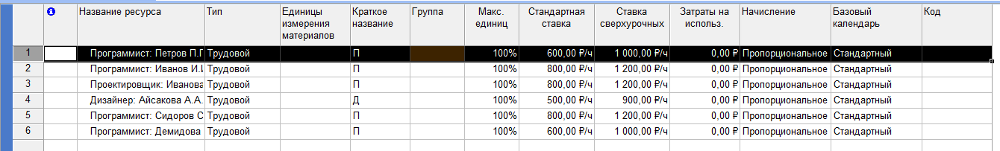 Название ресурса Тип Единицы измерения материалов Краткое название Группа Макс. единиц Стандартная ставка Ставка сверхурочных Затраты на использ. Начисление Базовый календарь Код
1 Программист: Петров П.Г Трудовой П 100% 600,00 ₽/ч 1 000,00 ₽/ч 0,00 ₽ Пропорциональное Стандартный
2 Программист: Иванов И.И Трудовой П 100% 800,00 ₽/ч 1 200,00 ₽/ч 0,00 ₽ Пропорциональное Стандартный
3 Проектировщик: Иванова Трудовой П 100% 800,00 ₽/ч 1 200,00 ₽/ч 0,00 ₽ Пропорциональное Стандартный
4 Дизайнер: Айсакова А.А. Трудовой Д 100% 500,00 ₽/ч 900,00 ₽/ч 0,00 ₽ Пропорциональное Стандартный
5 Программист: Сидоров С Трудовой П 100% 800,00 ₽/ч 1 200,00 ₽/ч 0,00 ₽ Пропорциональное Стандартный
6 Программист: Демидова Трудовой П 100% 600,00 ₽/ч 1 000,00 ₽/ч 0,00 ₽ Пропорциональное Стандартный